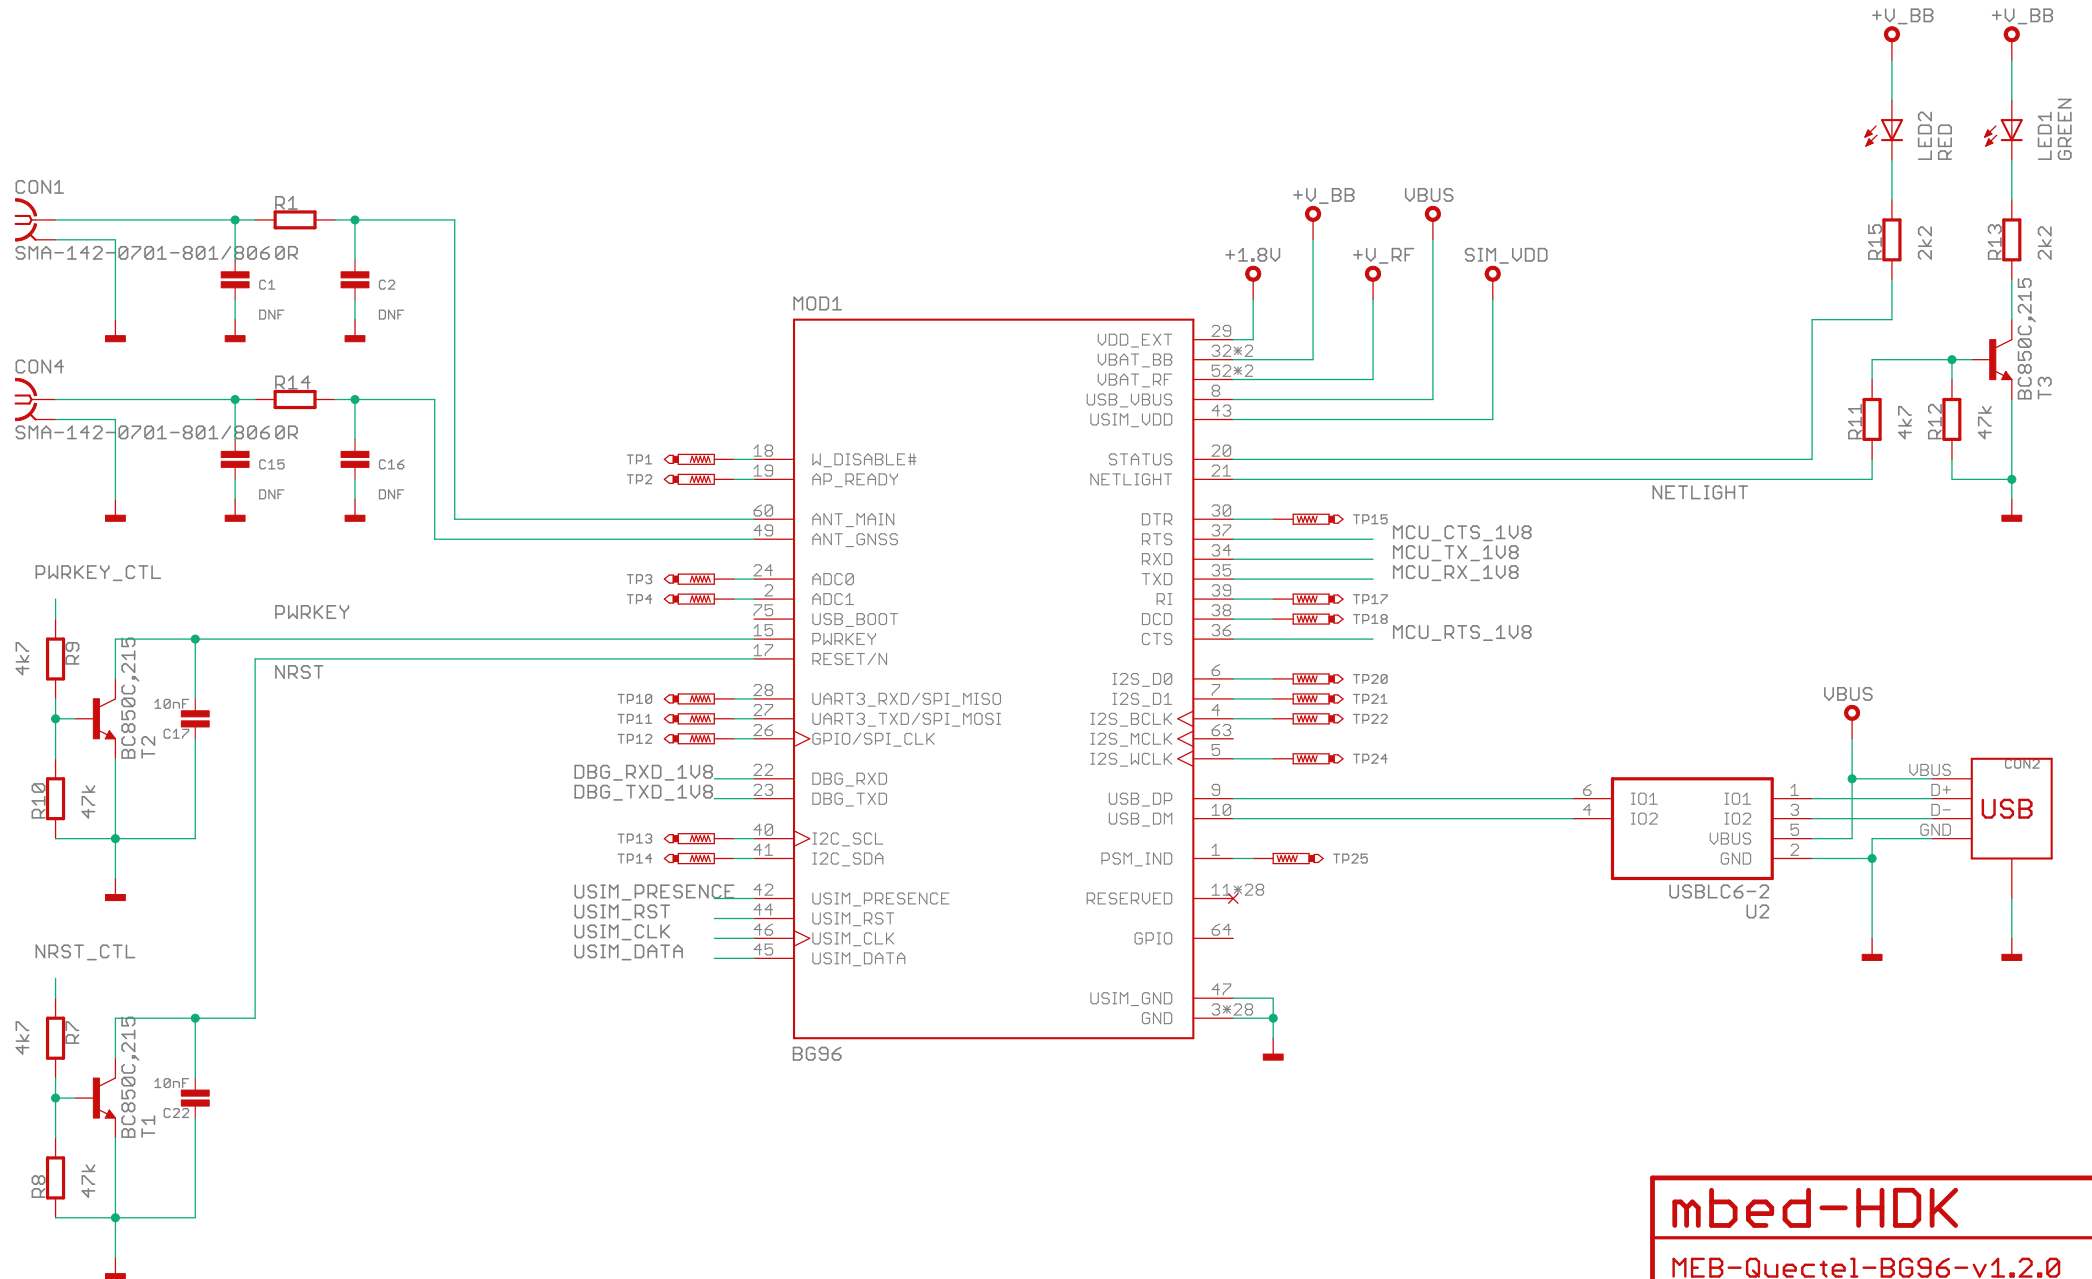 +V_BB
+V_BB
LED2
RED
LED1
GREEN
R15
2k2
R13
2k2
BC850C,215
T3
R11
4k7
R12
47k
CON1
R1
SMA-142-0701-801/8060R
C1
DNF
C2
DNF
CON4
R14
SMA-142-0701-801/8060R
C15
DNF
C16
DNF
+V_BB
VBUS
+1.8V
+V_RF
SIM_VDD
MOD1
VDD_EXT 29
VBAT_BB 32*2
VBAT_RF 52*2
USB_VBUS 8
USIM_VDD 43
TP1 18 W_DISABLE#
STATUS 20
TP2 19 AP_READY
NETLIGHT 21
NETLIGHT
60 ANT_MAIN
DTR 30 TP15
49 ANT_GNSS
RTS 37 MCU_CTS_1V8
RXD 34 MCU_TX_1V8
TP3 24 ADC0
TXD 35 MCU_RX_1V8
TP4 2 ADC1
RI 39 TP17
75 USB_BOOT
DCD 38 TP18
15 PWRKEY
CTS 36 MCU_RTS_1V8
17 RESET/N
PWRKEY_CTL
PWRKEY
NRST
4k7
R9
BC850C,215
T2
10nF
C17
R10
47k
I2S_D0 6 TP20
TP10 28 UART3_RXD/SPI_MISO
I2S_D1 7 TP21
TP11 27 UART3_TXD/SPI_MOSI
I2S_BCLK 4 TP22
TP12 26 GPIO/SPI_CLK
I2S_MCLK 63
I2S_WCLK 5 TP24
DBG_RXD_1V8 22 DBG_RXD
DBG_TXD_1V8 23 DBG_TXD
USB_DP 9
USB_DM 10
TP13 40 I2C_SCL
TP14 41 I2C_SDA
PSM_IND 1 TP25
USIM_PRESENCE 42 USIM_PRESENCE
RESERVED 11*28
USIM_RST 44 USIM_RST
USIM_CLK 46 USIM_CLK
GPIO 64
USIM_DATA 45 USIM_DATA
USIM_GND 47
GND 3*28
BG96
VBUS
VBUS
CON2
6 IO1 IO1 1 D+
4 IO2 IO2 3 D-
USB
VBUS 5 GND
GND 2
USBLC6-2
U2
NRST_CTL
4k7
R7
BC850C,215
T1
10nF
C22
R8
47k
mbed-HDK
MEB-Quectel-BG96-v1.2.0